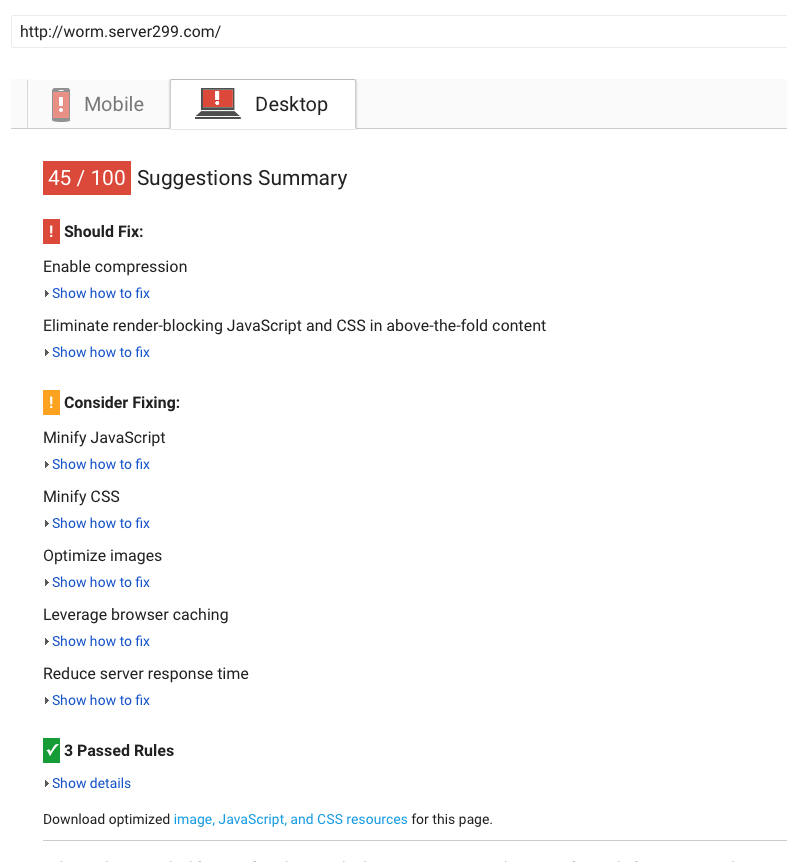 http://worm.server299.com/
Mobile
Desktop
45 / 100 Suggestions Summary
! Should Fix:
Enable compression
Show how to fix
Eliminate render-blocking JavaScript and CSS in above-the-fold content
Show how to fix
! Consider Fixing:
Minify JavaScript
Show how to fix
Minify CSS
Show how to fix
Optimize images
Show how to fix
Leverage browser caching
Show how to fix
Reduce server response time
Show how to fix
3 Passed Rules
Show details
Download optimized image, JavaScript, and CSS resources for this page.